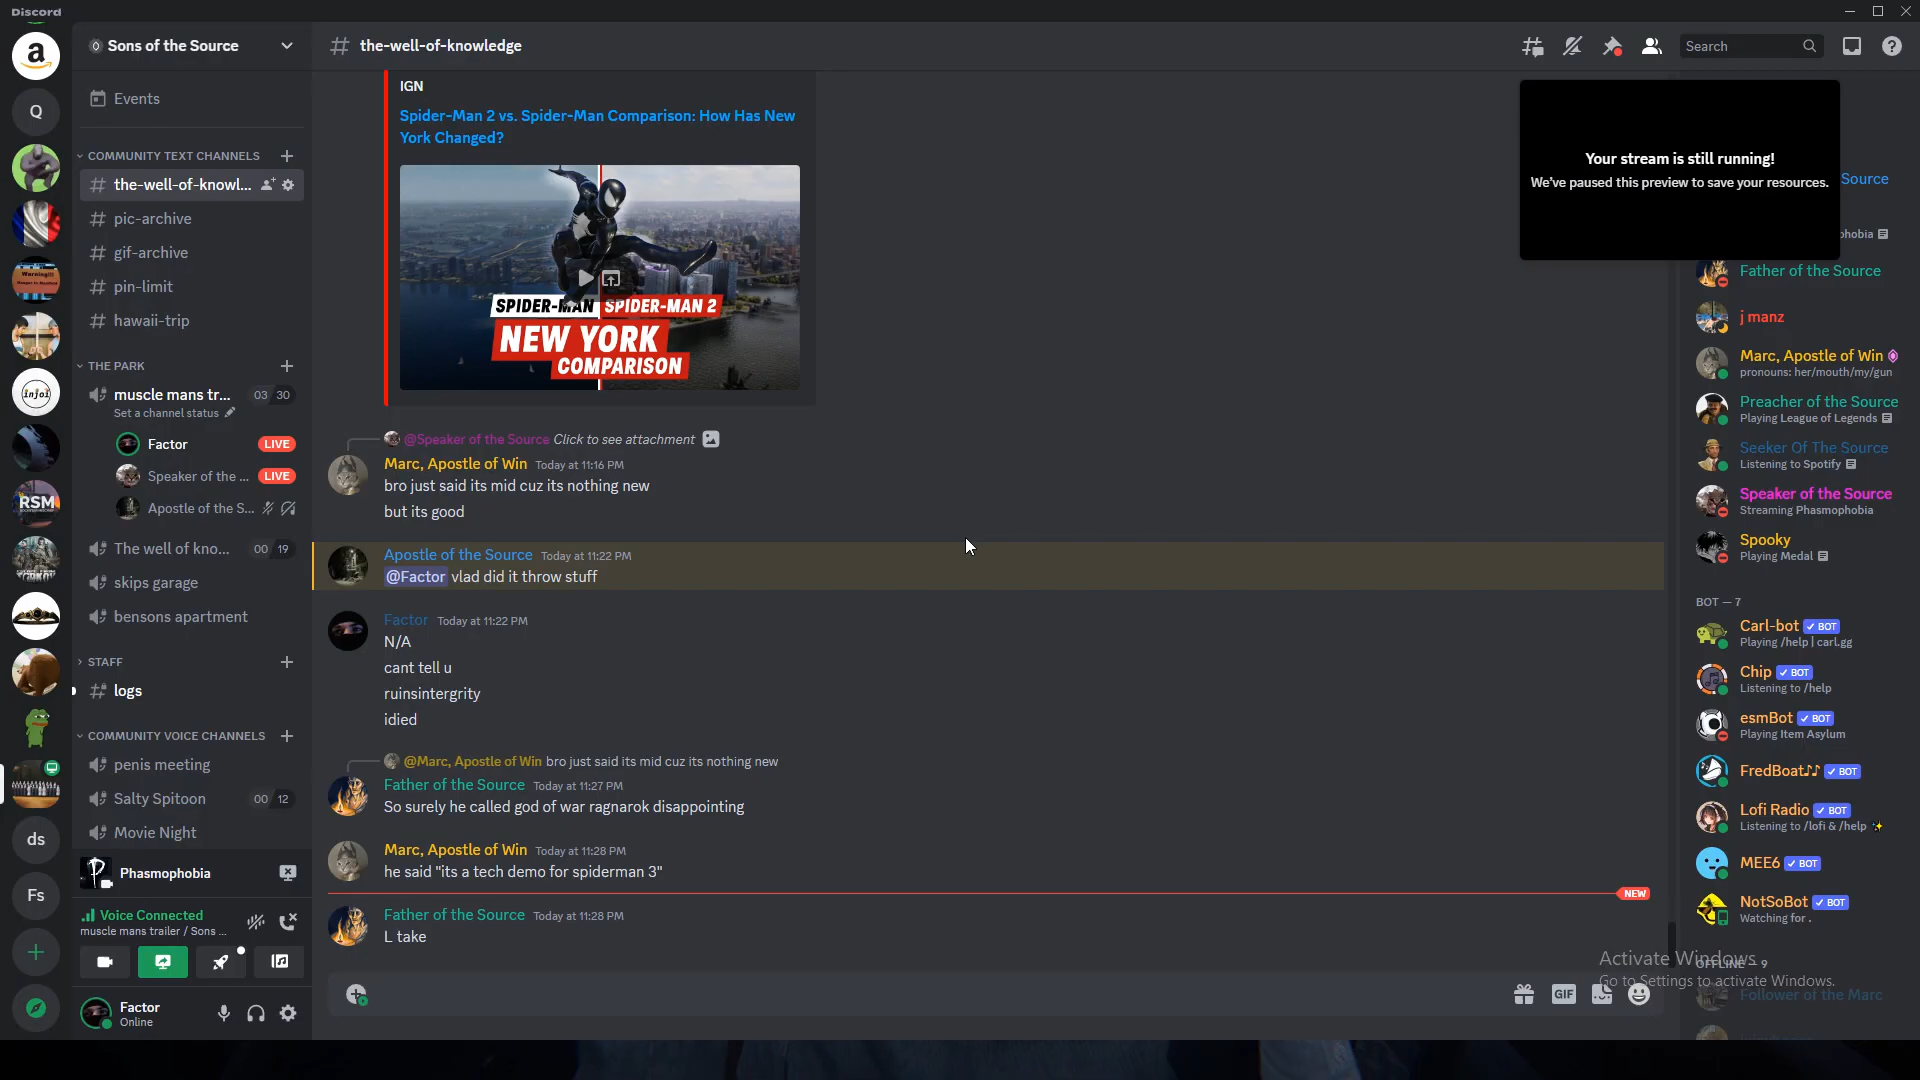 Discord
Sons of the Source
Events
COMMUNITY TEXT CHANNELS
the-well-of-knowl...
pic-archive
gif-archive
pin-limit
hawaii-trip
THE PARK
muscle mans tr... 03 30
Set a channel status
Factor LIVE
Speaker of the ... LIVE
Apostle of the S...
The well of kno... 00 19
skips garage
bensons apartment
STAFF
logs
COMMUNITY VOICE CHANNELS
penis meeting
Salty Spitoon 00 12
Movie Night
Phasmophobia
Voice Connected
muscle mans trailer / Sons ...
Factor
Online
a
Q
Warning!!!
injoi
RSM
ds
Fs
the-well-of-knowledge
Search
IGN
Spider-Man 2 vs. Spider-Man Comparison: How Has New
York Changed?
SPIDER-MAN SPIDER-MAN 2
NEW YORK
COMPARISON
@Speaker of the Source Click to see attachment
Marc, Apostle of Win Today at 11:16 PM
bro just said its mid cuz its nothing new
but its good
Apostle of the Source Today at 11:22 PM
@Factor vlad did it throw stuff
Factor Today at 11:22 PM
N/A
cant tell u
ruinsintergrity
idied
@Marc, Apostle of Win bro just said its mid cuz its nothing new
Father of the Source Today at 11:27 PM
So surely he called god of war ragnarok disappointing
Marc, Apostle of Win Today at 11:28 PM
he said "its a tech demo for spiderman 3"
NEW
Father of the Source Today at 11:28 PM
L take
GIF
Your stream is still running!
We've paused this preview to save your resources.
Source
phobia
Father of the Source
j manz
Marc, Apostle of Win
pronouns: her/mouth/my/gun
Preacher of the Source
Playing League of Legends
Seeker Of The Source
Listening to Spotify
Speaker of the Source
Streaming Phasmophobia
Spooky
Playing Medal
BOT — 7
Carl-bot BOT
Playing /help | carl.gg
Chip BOT
Listening to /help
esmBot BOT
Playing Item Asylum
FredBoat♪♪ BOT
Lofi Radio BOT
Listening to /lofi & /help ✨
MEE6 BOT
NotSoBot BOT
Watching for .
OFFLINE — 9
Follower of the Marc
Activate Windows
Go to Settings to activate Windows.